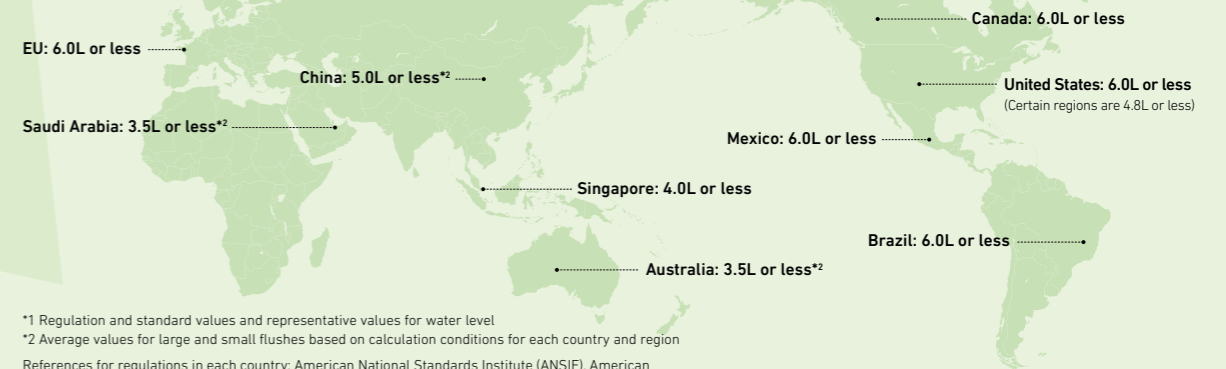 Canada: 6.0L or less
EU: 6.0L or less
China: 5.0L or less*2
United States: 6.0L or less
(Certain regions are 4.8L or less)
Saudi Arabia: 3.5L or less*2
Mexico: 6.0L or less
Singapore: 4.0L or less
Brazil: 6.0L or less
Australia: 3.5L or less*2
*1 Regulation and standard values and representative values for water level
*2 Average values for large and small flushes based on calculation conditions for each country and region
References for regulations in each country: American National Standards Institute (ANSIE), American